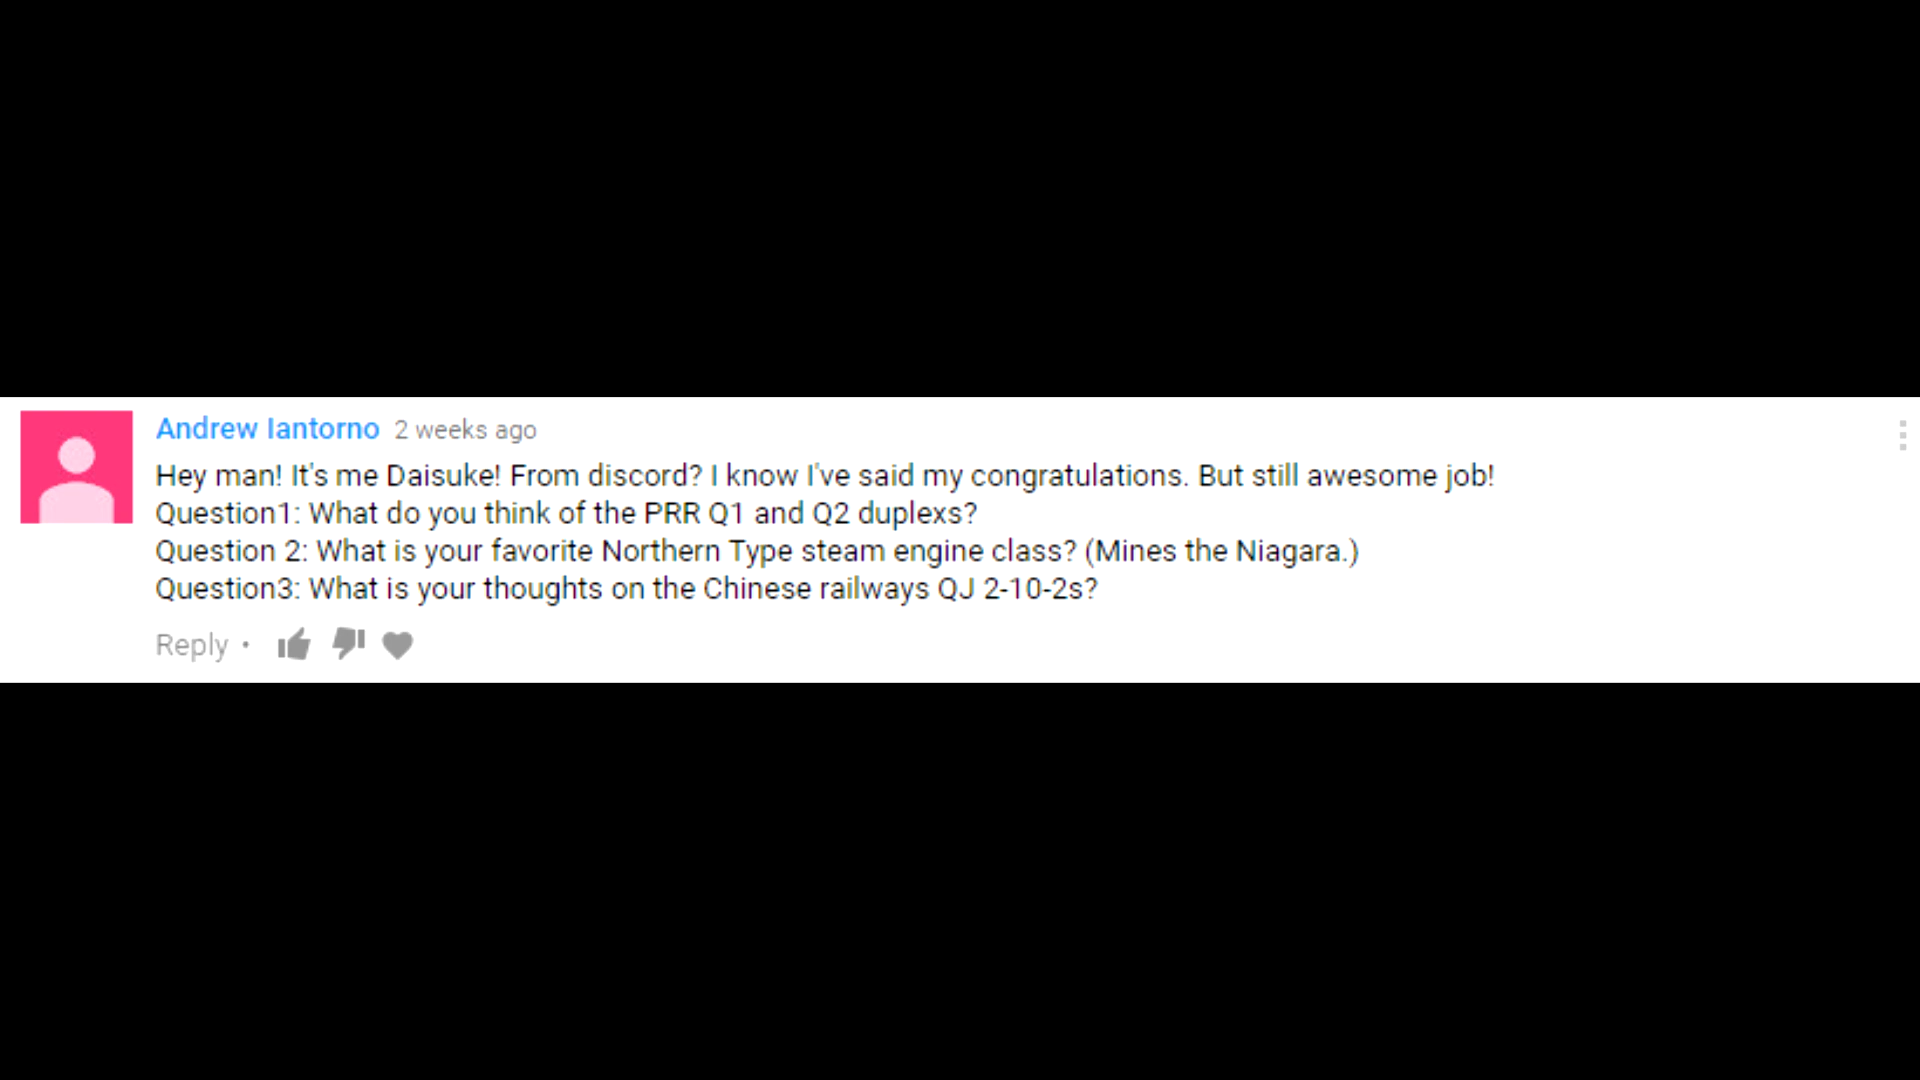 Andrew Iantorno 2 weeks ago
Hey man! It's me Daisuke! From discord? I know I've said my congratulations. But still awesome job!
Question1: What do you think of the PRR Q1 and Q2 duplexs?
Question 2: What is your favorite Northern Type steam engine class? (Mines the Niagara.)
Question3: What is your thoughts on the Chinese railways QJ 2-10-2s?
Reply •